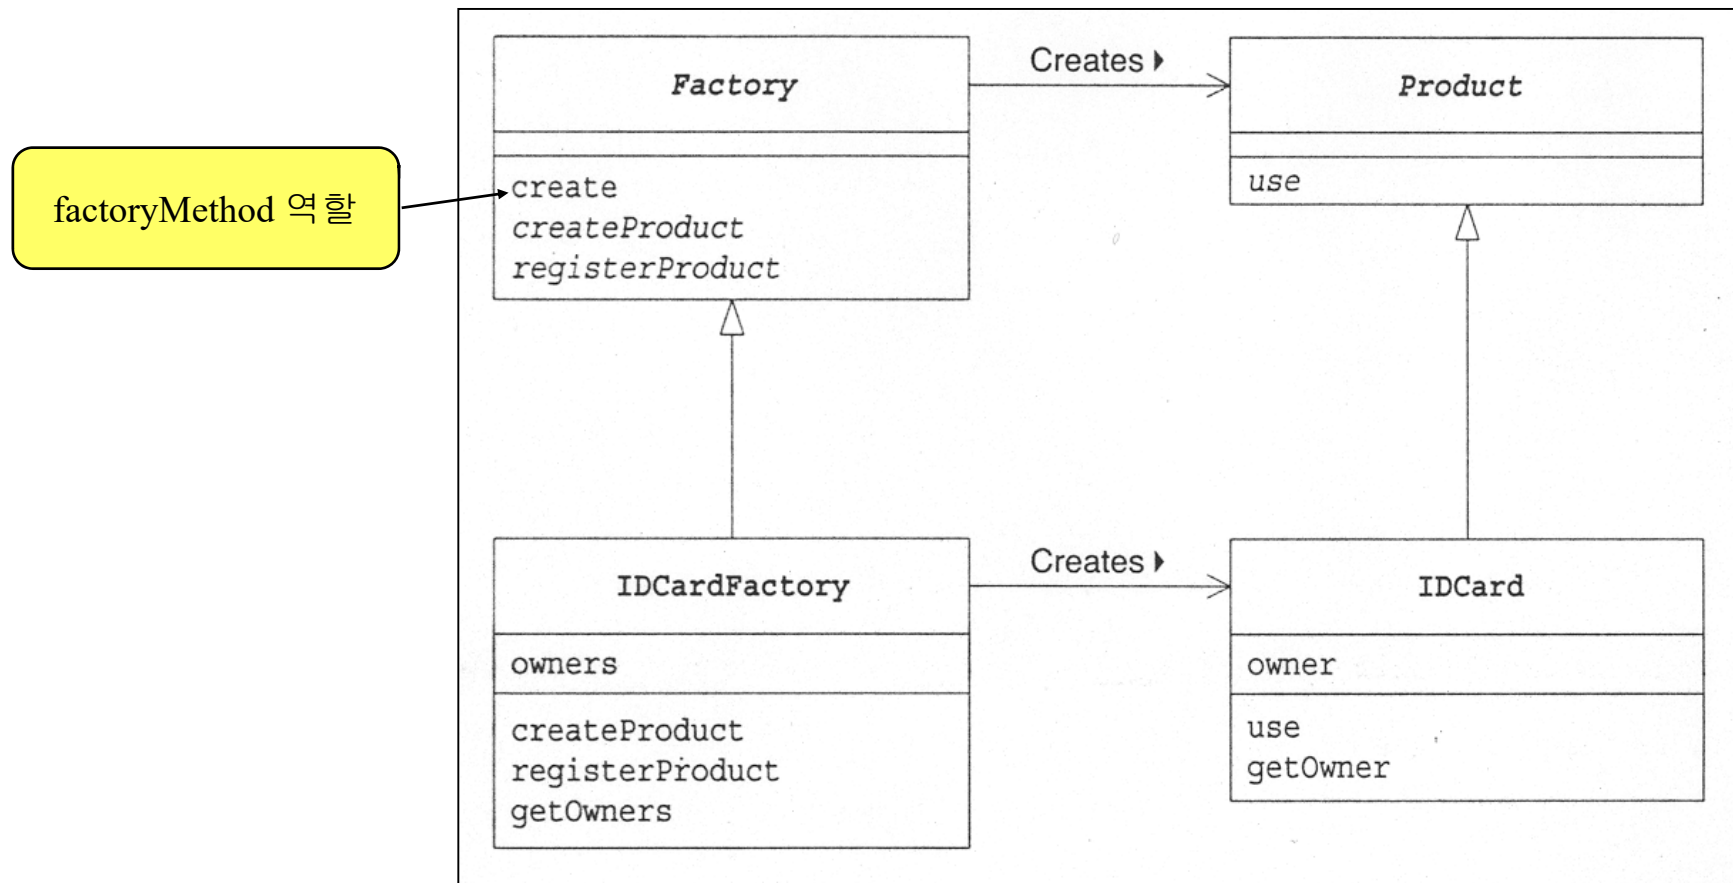 factoryMethod 역할
Factory
create
createProduct
registerProduct
Creates
Product
use
IDCardFactory
owners
createProduct
registerProduct
getOwners
Creates
IDCard
owner
use
getOwner